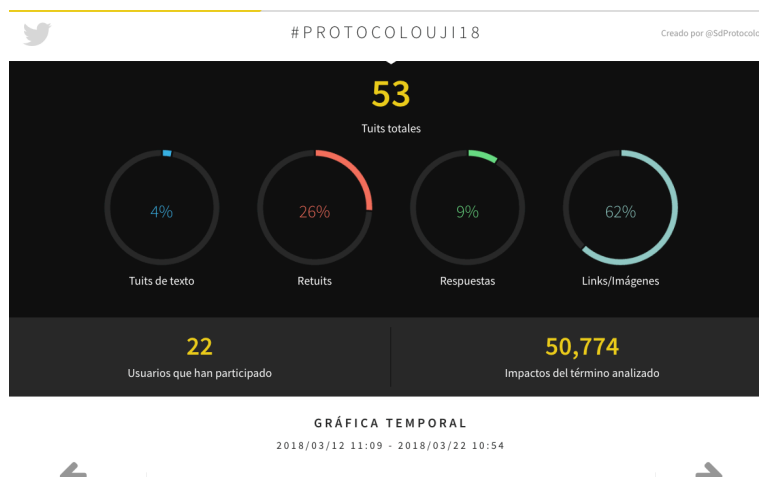 #PROTOCOLOUJI18
Creado por @SdProtocolo
53
Tuits totales
4%
26%
9%
62%
Tuits de texto
Retuits
Respuestas
Links/Imágenes
22
50,774
Usuarios que han participado
Impactos del término analizado
GRÁFICA TEMPORAL
2018/03/12 11:09 - 2018/03/22 10:54